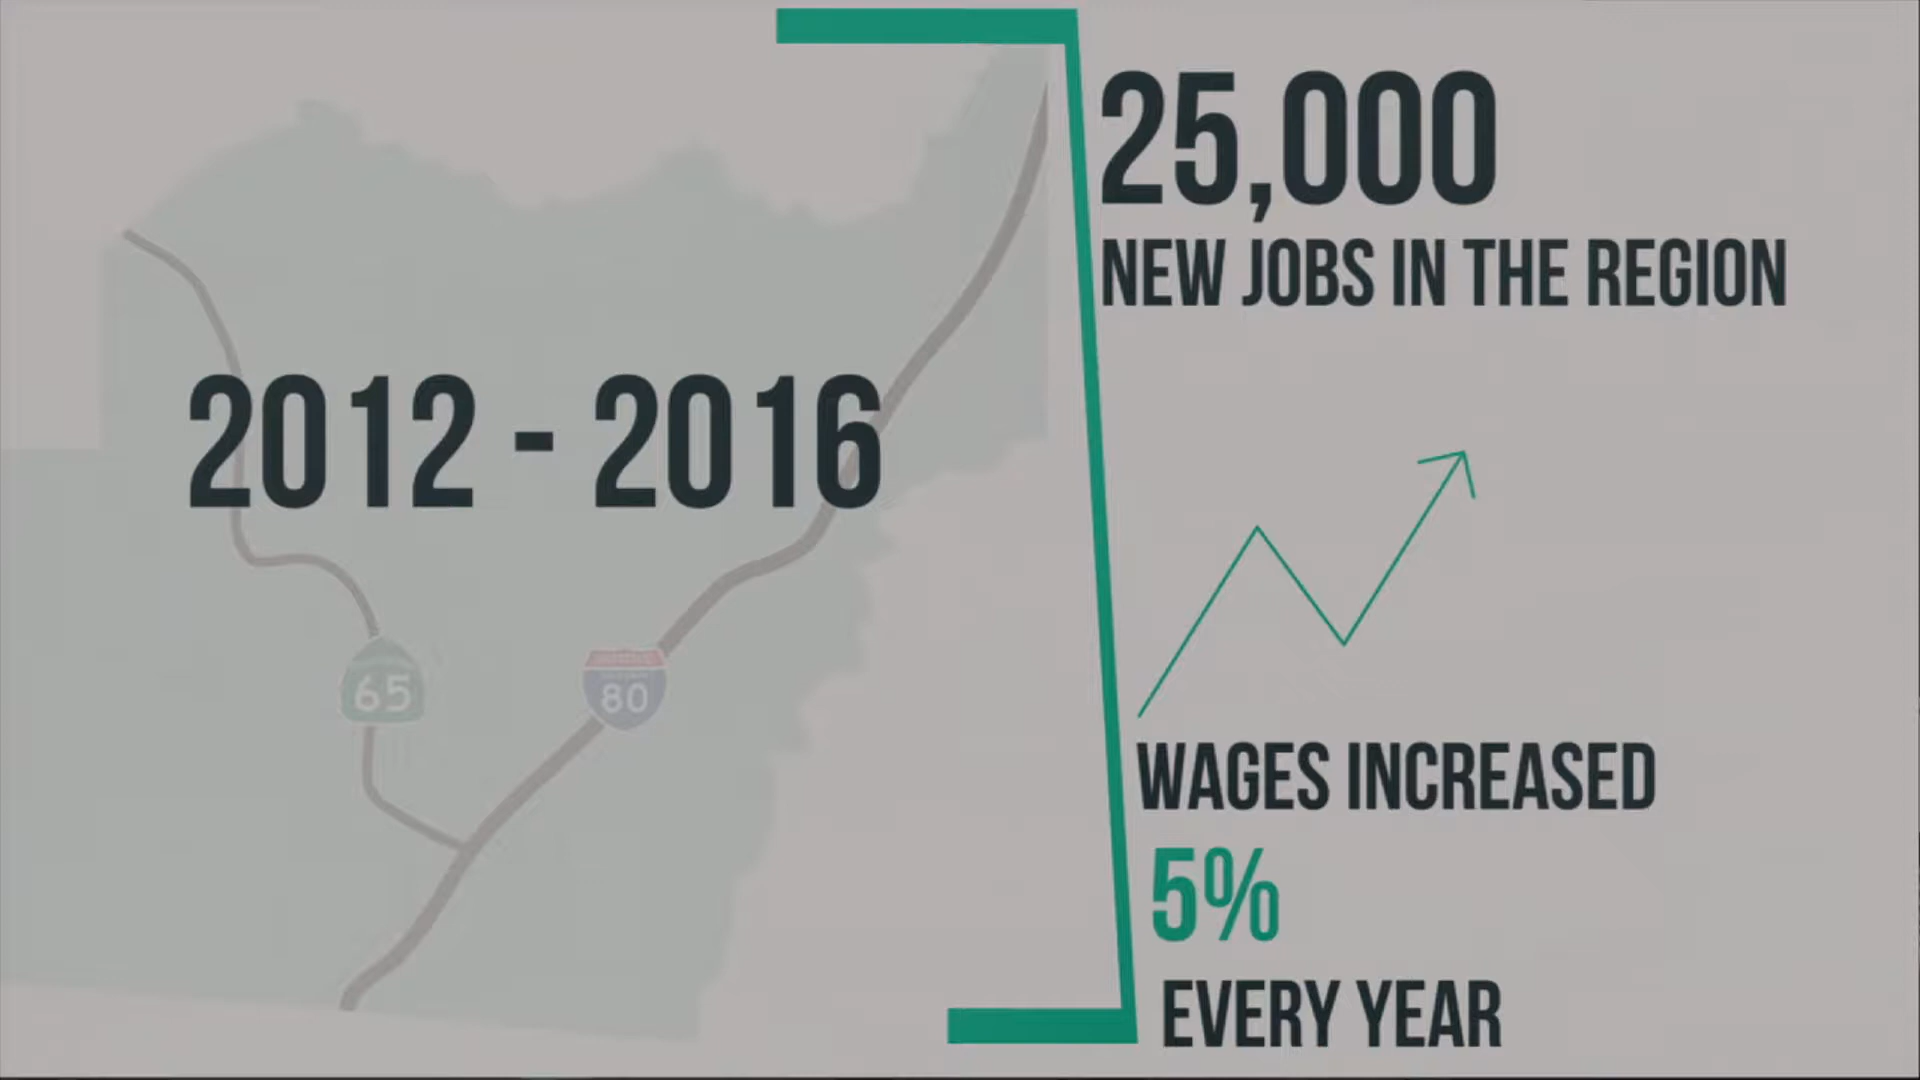 25,000
NEW JOBS IN THE REGION
2012 - 2016
65
80
WAGES INCREASED
5%
EVERY YEAR